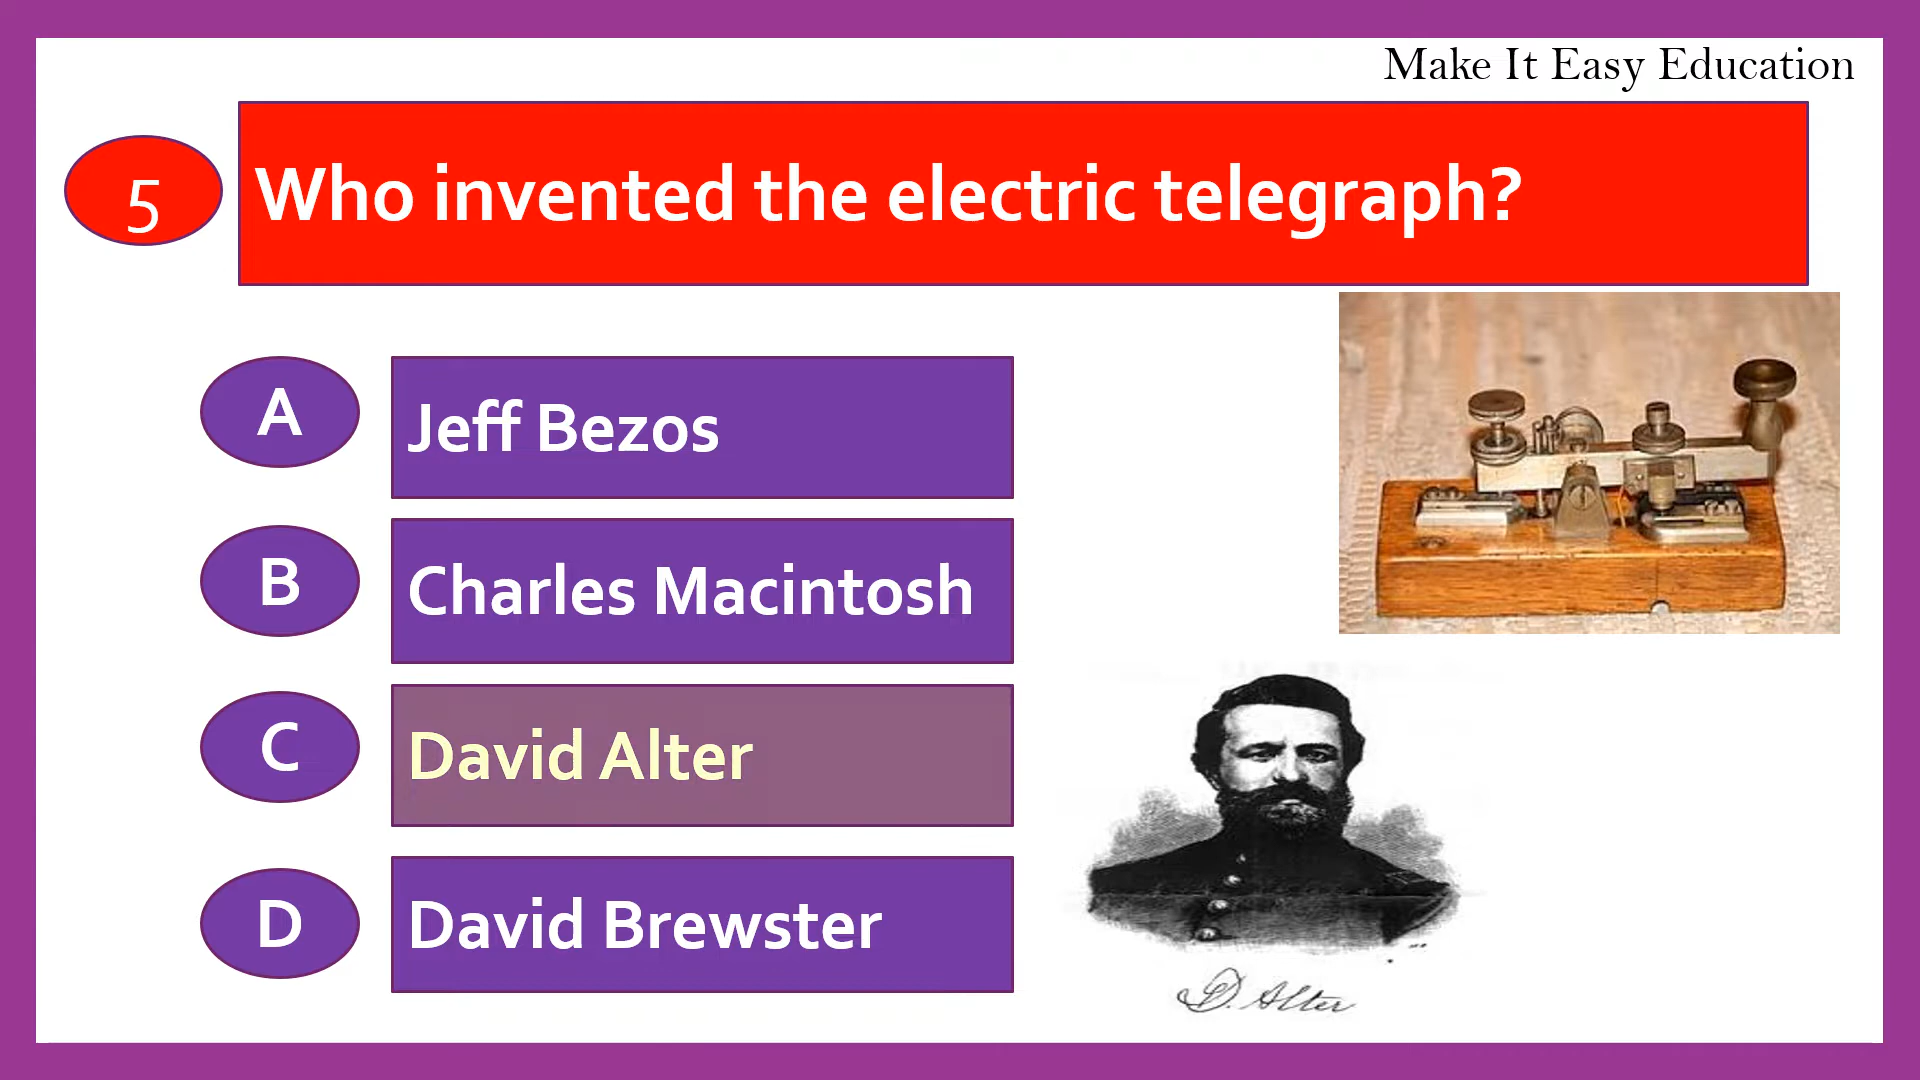 Make It Easy Education
5
Who invented the electric telegraph?
A
Jeff Bezos
B
Charles Macintosh
C
David Alter
D
David Brewster
D. Alter